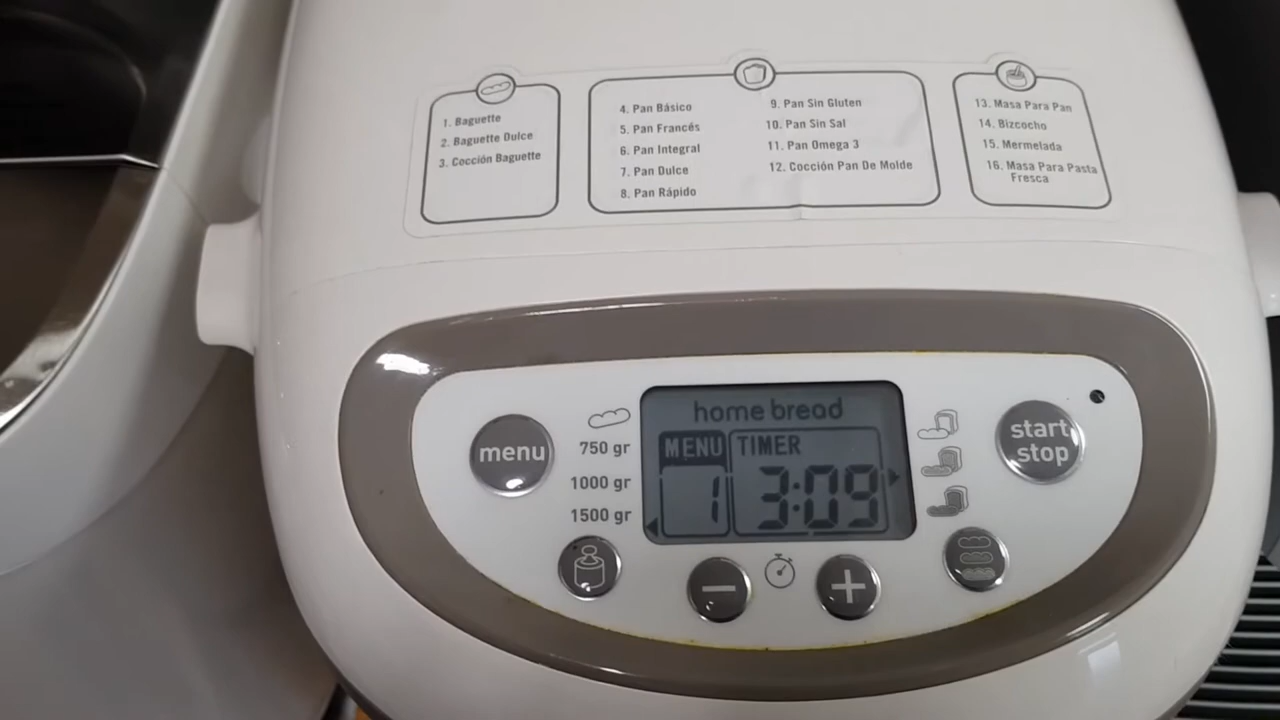 1. Baguette
2. Baguette Dulce
3. Cocción Baguette
4. Pan Básico
5. Pan Francés
6. Pan Integral
7. Pan Dulce
8. Pan Rápido
9. Pan Sin Gluten
10. Pan Sin Sal
11. Pan Omega 3
12. Cocción Pan De Molde
13. Masa Para Pan
14. Bizcocho
15. Mermelada
16. Masa Para Pasta
Fresca
menu
750 gr
1000 gr
1500 gr
home bread
MENU TIMER
1 3:09
start
stop